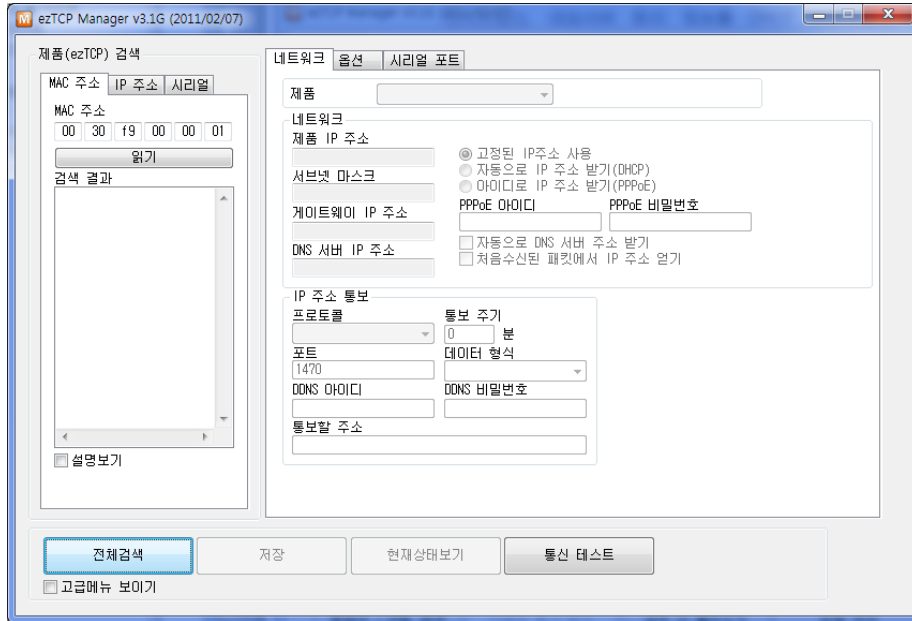 ezTCP Manager v3.1G (2011/02/07)
제품(ezTCP) 검색
MAC 주소 IP 주소 시리얼
MAC 주소
00 30 f9 00 00 01
읽기
검색 결과
설명보기
네트워크 옵션 시리얼 포트
제품
네트워크
제품 IP 주소
고정된 IP주소 사용
자동으로 IP 주소 받기(DHCP)
서브넷 마스크
아이디로 IP 주소 받기(PPPoE)
PPPoE 아이디 PPPoE 비밀번호
게이트웨이 IP 주소
자동으로 DNS 서버 주소 받기
DNS 서버 IP 주소
처음수신된 패킷에서 IP 주소 얻기
IP 주소 통보
프로토콜 통보 주기
0 분
포트 데이터 형식
1470
DDNS 아이디 DDNS 비밀번호
통보할 주소
전체검색 저장 현재상태보기 통신 테스트
고급메뉴 보이기